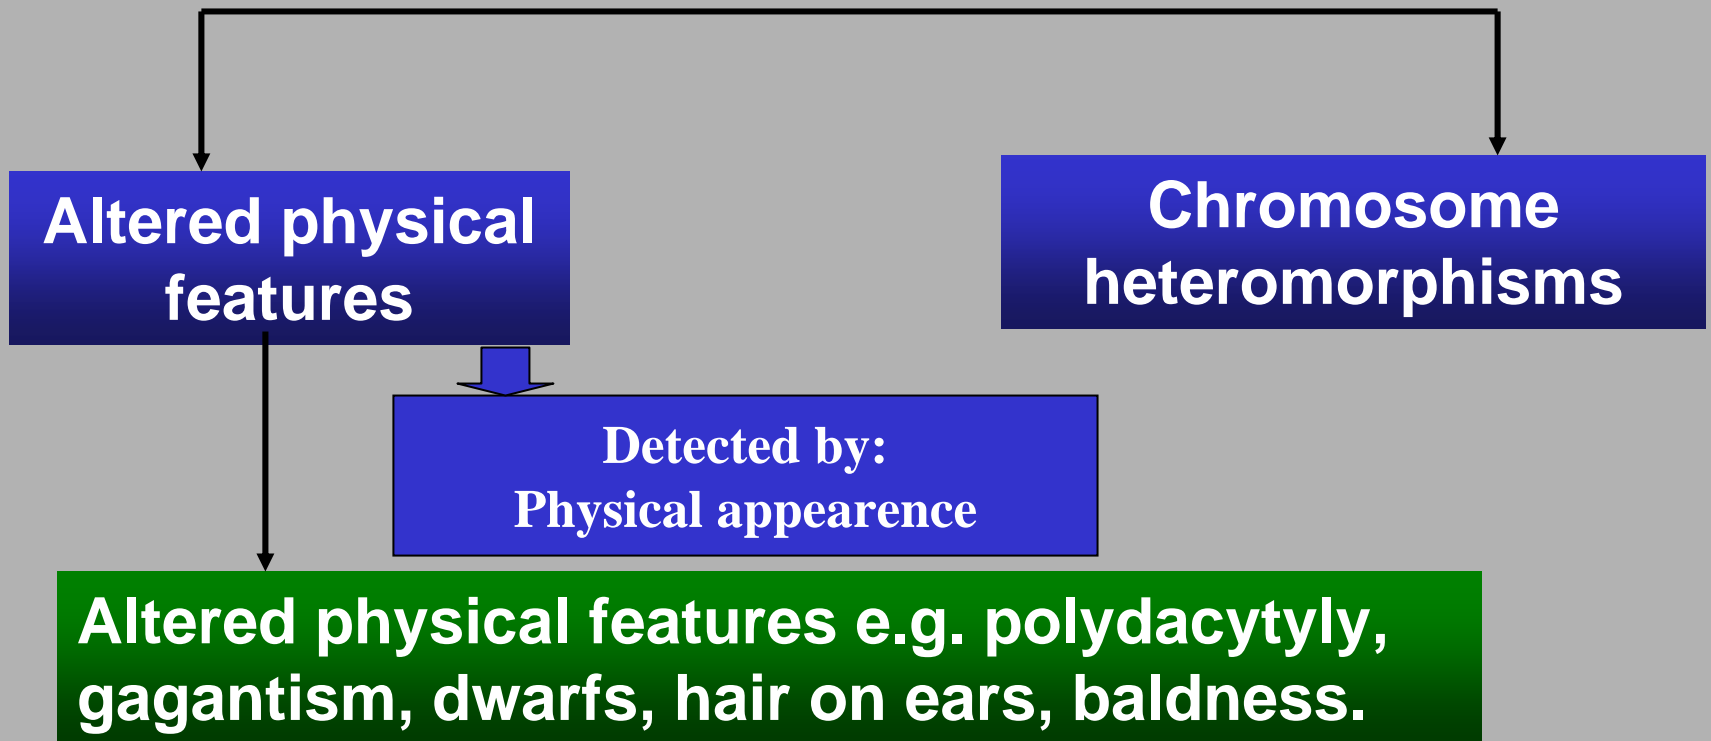 Altered physical
features
Chromosome
heteromorphisms
Detected by:
Physical appearence
Altered physical features e.g. polydacytyly,
gagantism, dwarfs, hair on ears, baldness.